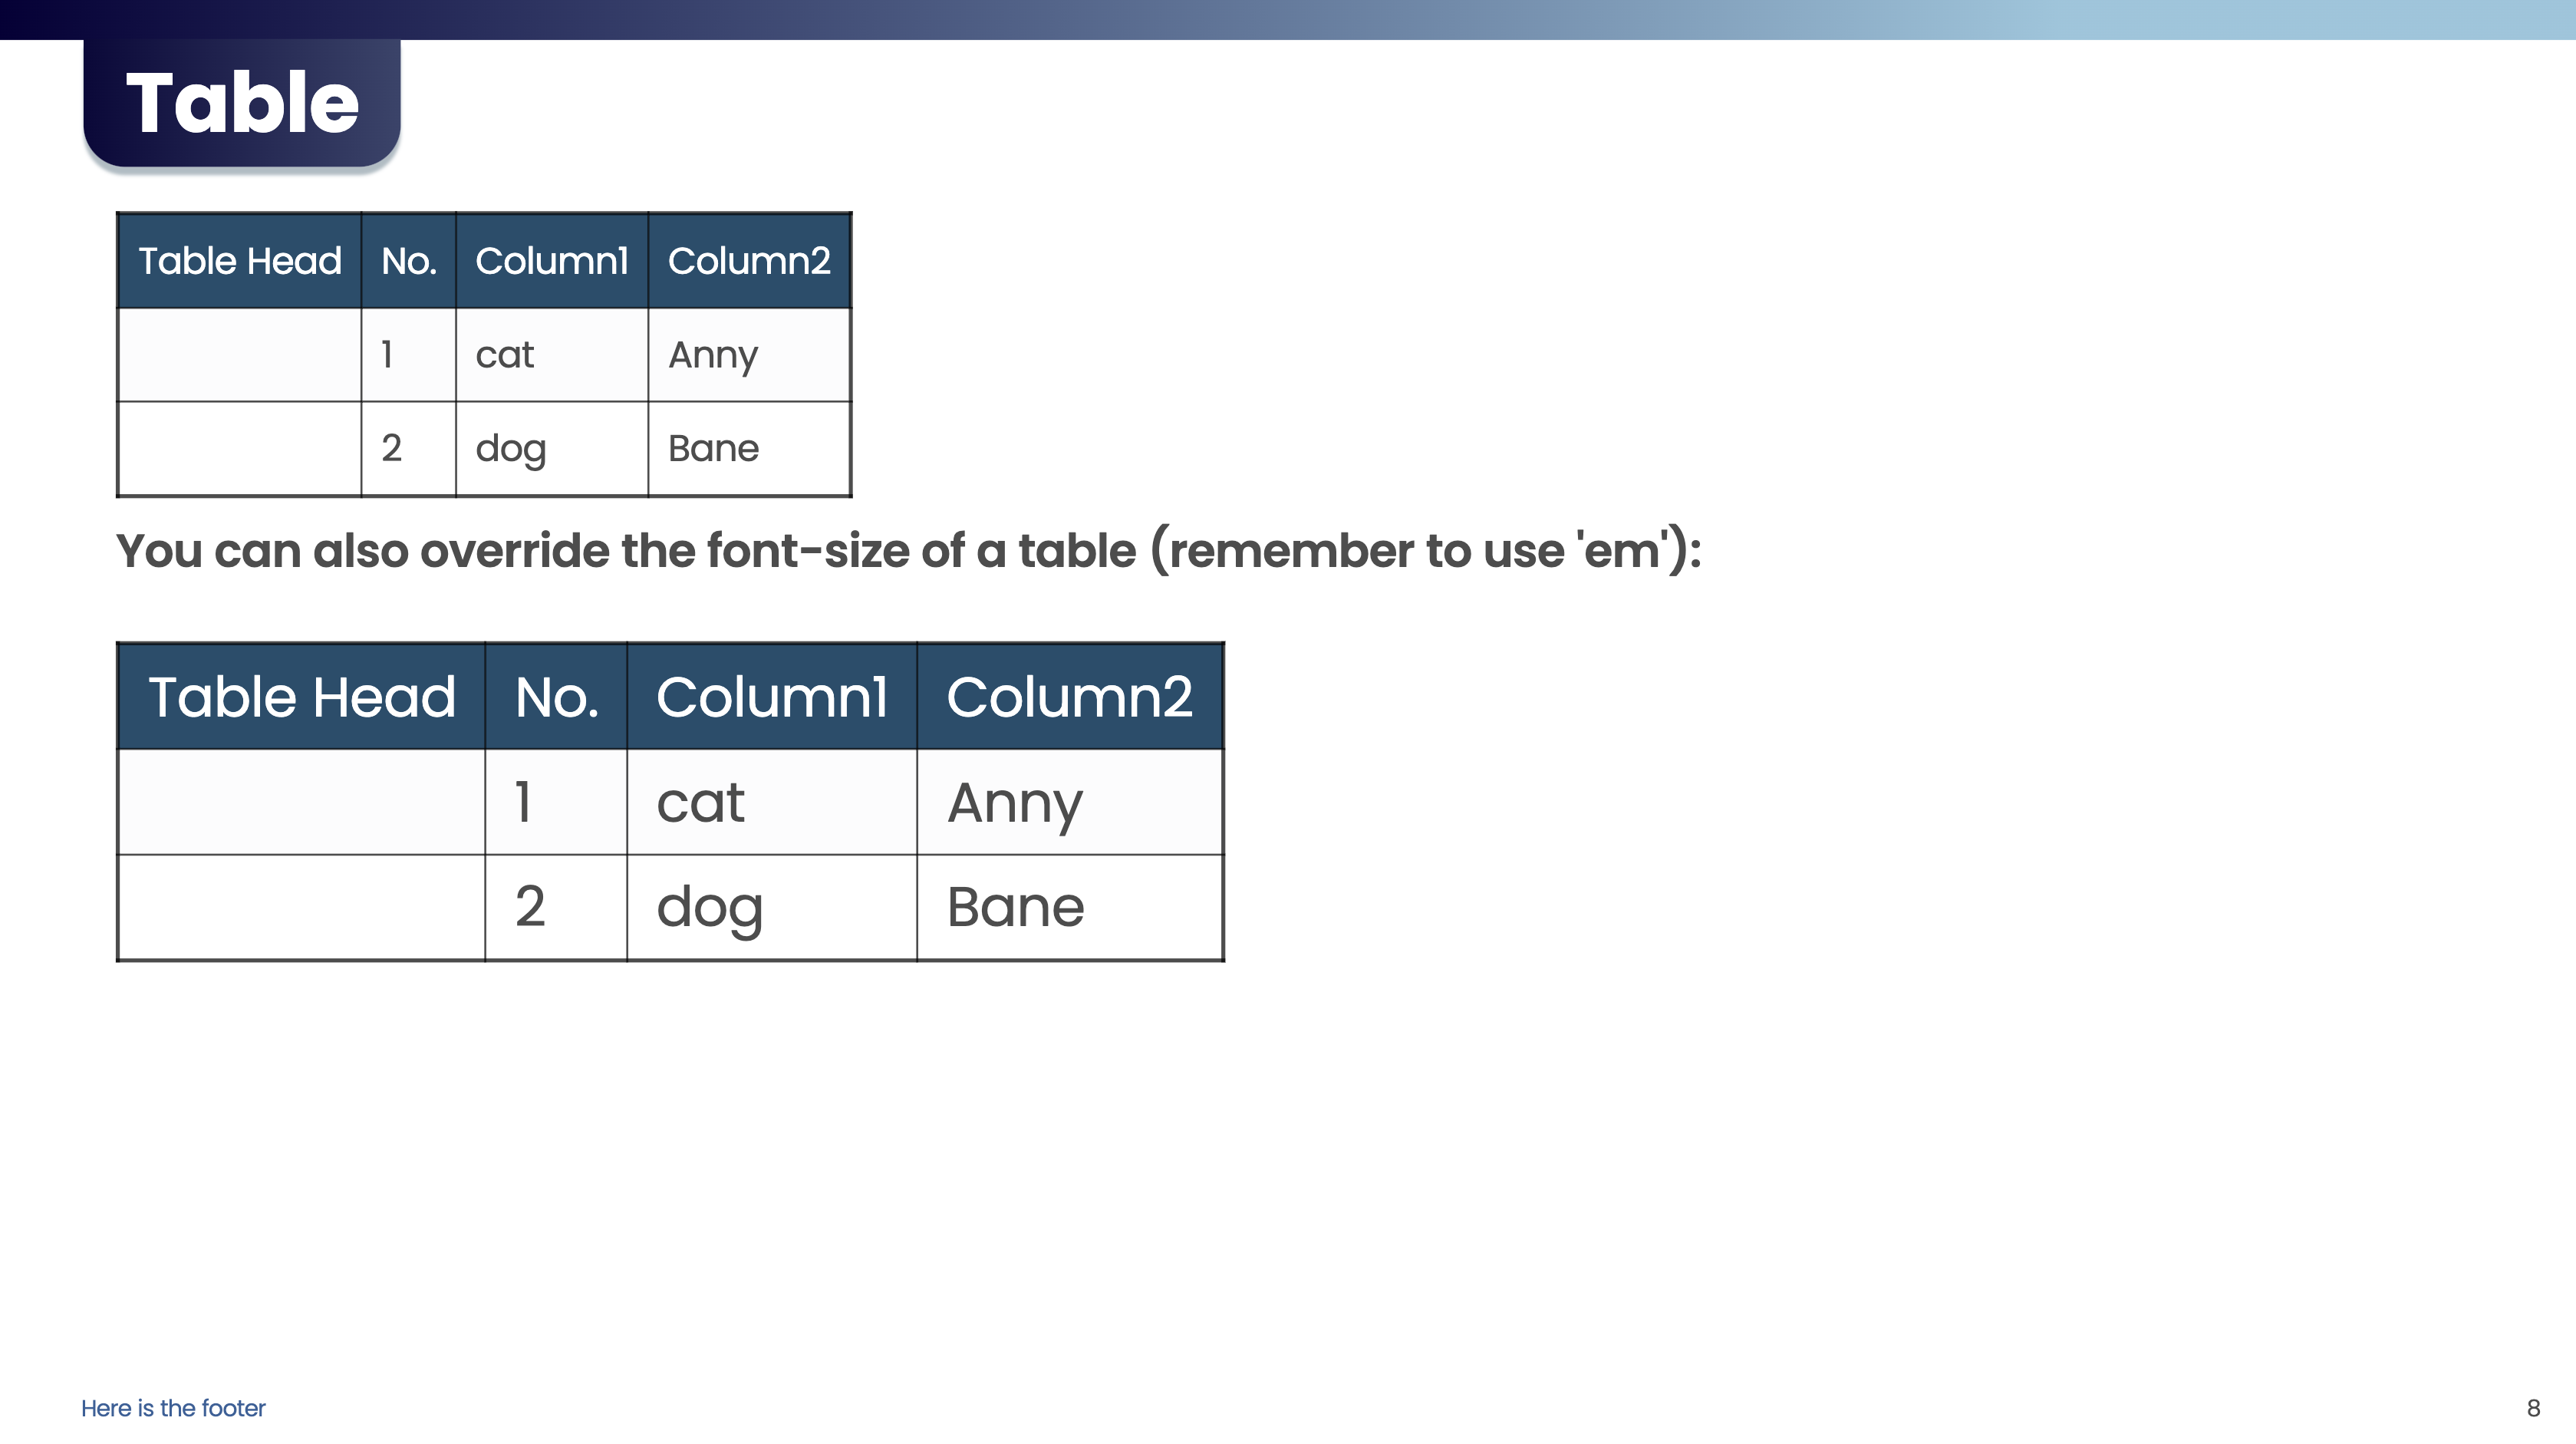 Table
Table Head No. Column1 Column2
1 cat Anny
2 dog Bane
You can also override the font-size of a table (remember to use 'em'):
Table Head No. Column1 Column2
1 cat Anny
2 dog Bane
Here is the footer
8